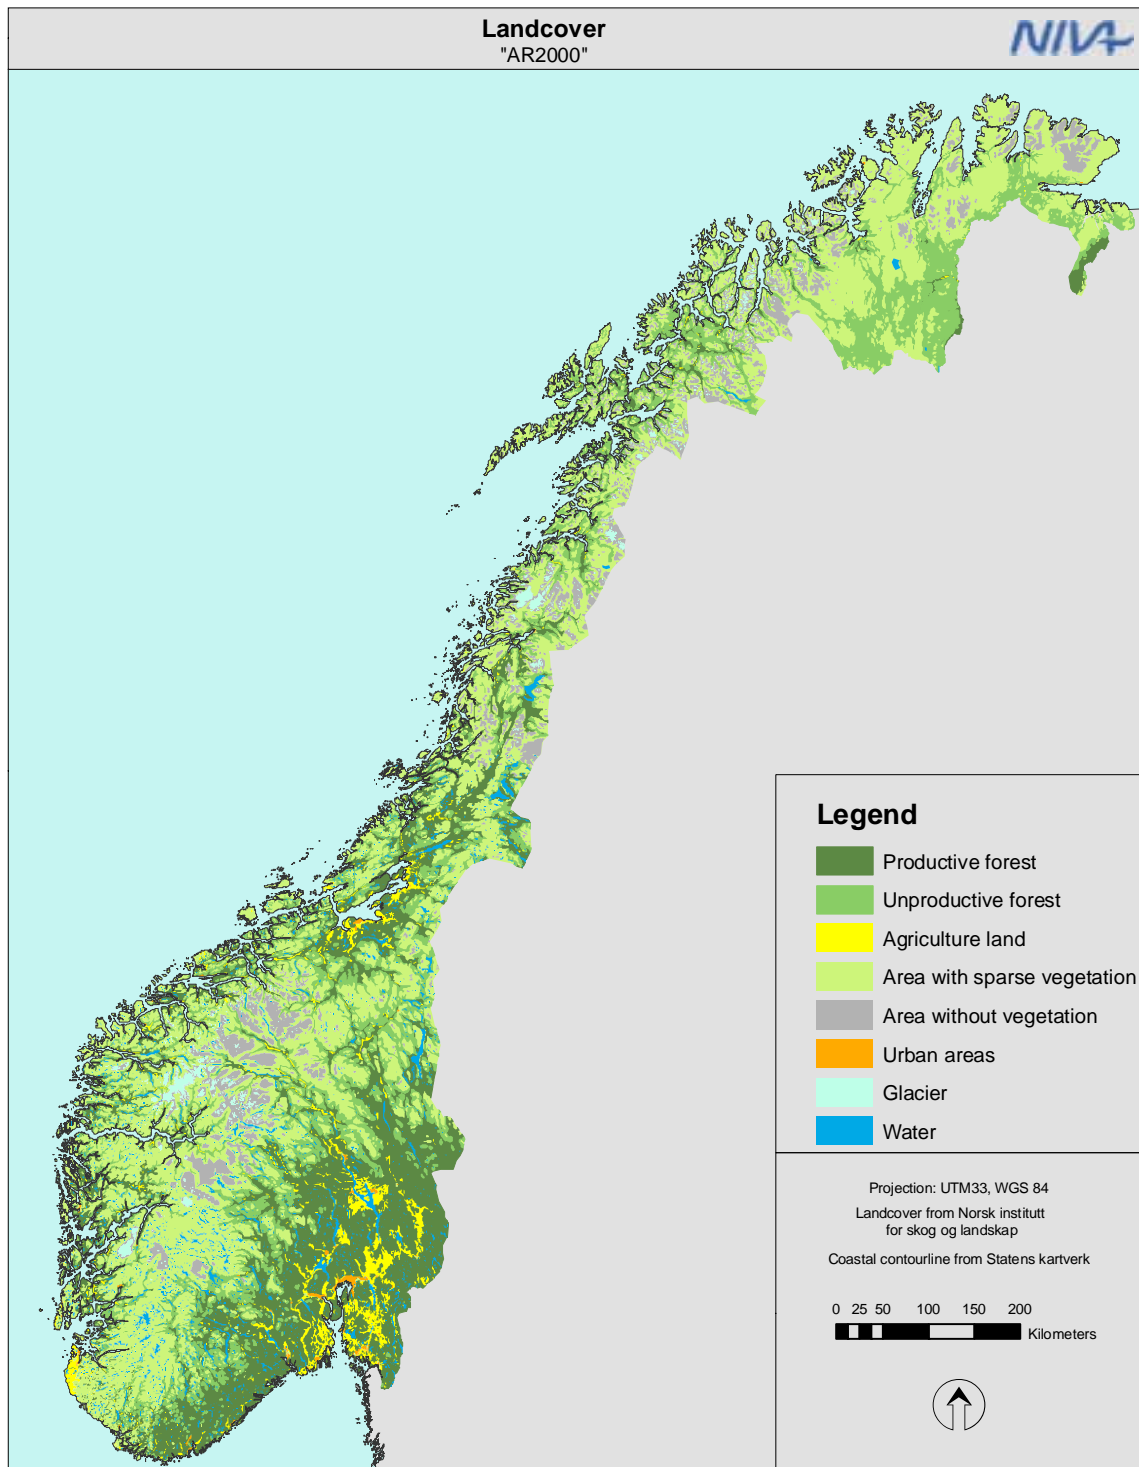 Landcover
"AR2000"
NIVA
Legend
Productive forest
Unproductive forest
Agriculture land
Area with sparse vegetation
Area without vegetation
Urban areas
Glacier
Water
Projection: UTM33, WGS 84
Landcover from Norsk institutt
for skog og landskap
Coastal contourline from Statens kartverk
0 25 50 100 150 200
Kilometers